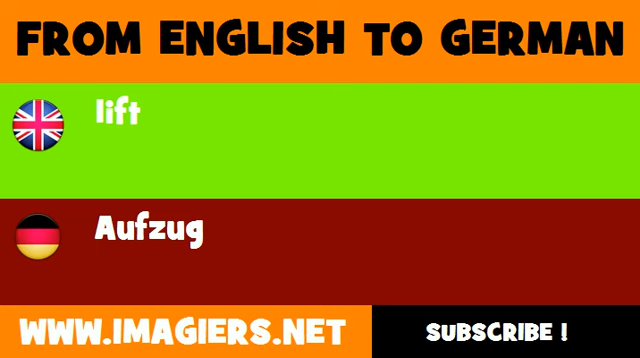 FROM ENGLISH TO GERMAN
lift
Aufzug
WWW.IMAGIERS.NET
SUBSCRIBE !